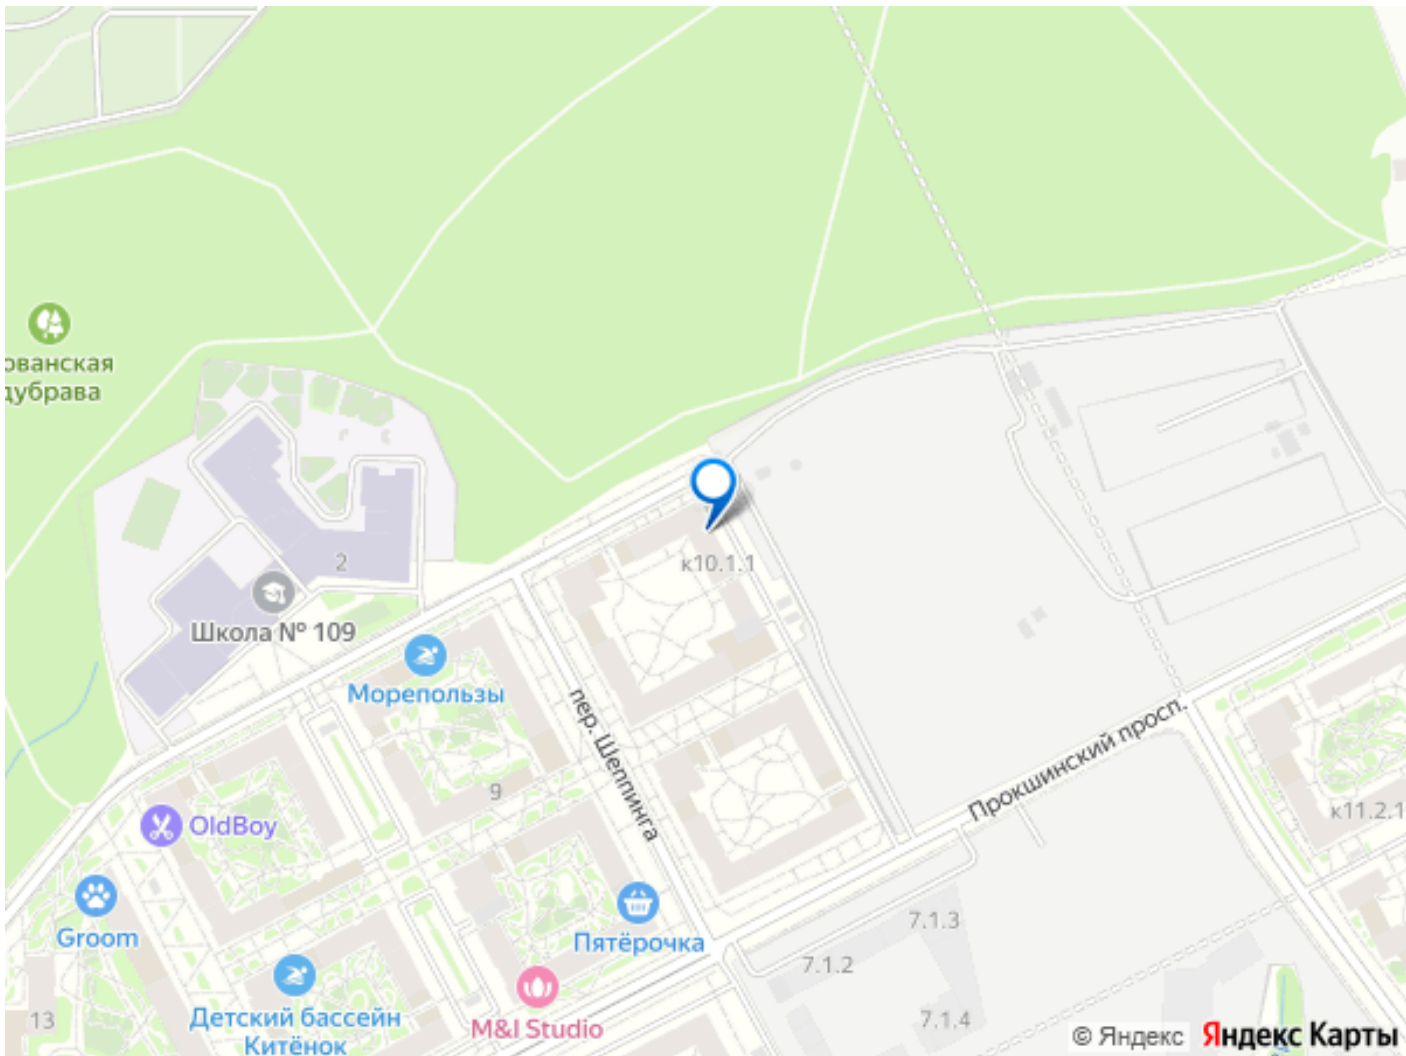 ованская
дубрава
к10.1.1
2
Школа № 109
Морепользы
пер. Шеппинга
Прокшинский просп.
9
к11.2.1
OldBoy
Groom
Пятёрочка
7.1.3
7.1.2
Детский бассейн
Китёнок
M&I Studio
7.1.4
13
© Яндекс Яндекс Карты